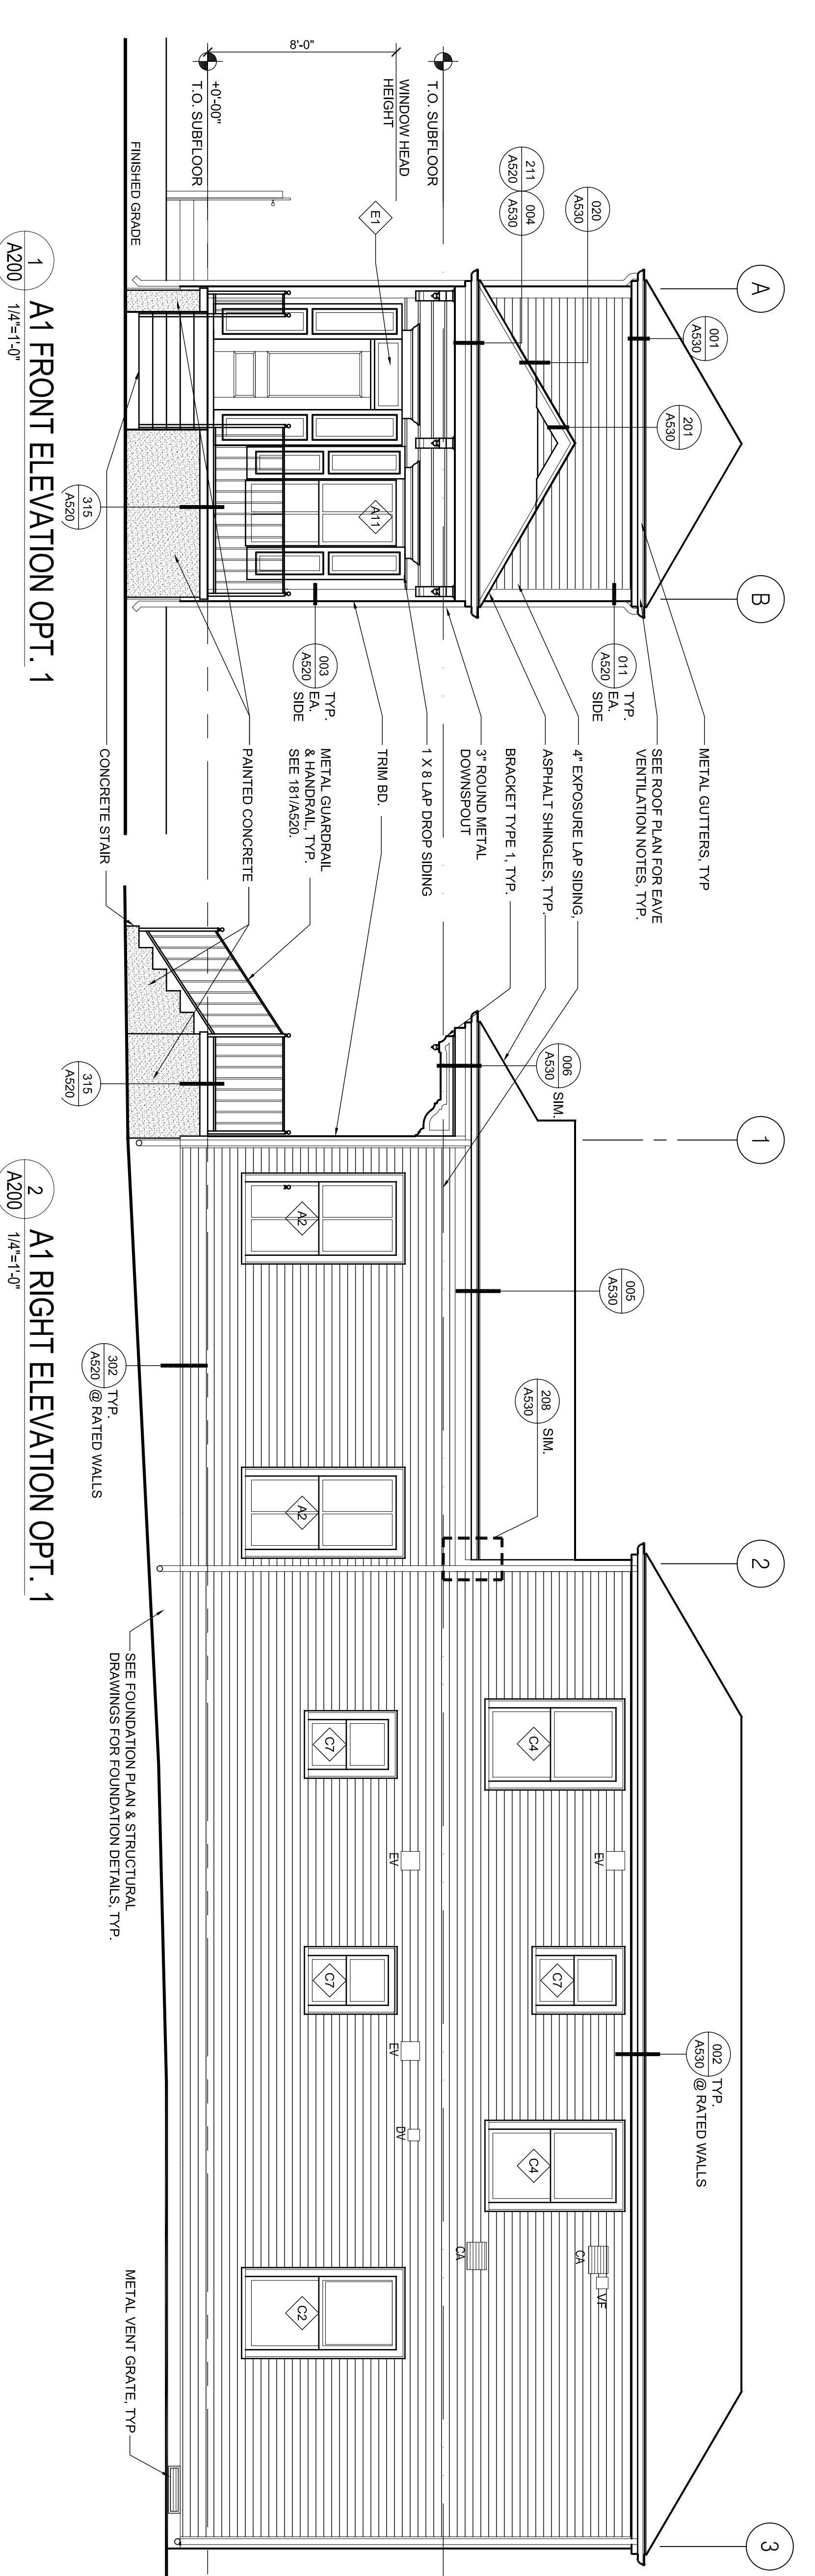 A
B
1
2
3
001
A530
201
A530
020
A530
211
A520
004
A530
E1
A11
T.O. SUBFLOOR
WINDOW HEAD
HEIGHT
8'-0"
+0'-00"
T.O. SUBFLOOR
FINISHED GRADE
011
A520
TYP.
EA.
SIDE
003
A520
TYP.
EA.
SIDE
315
A520
METAL GUTTERS, TYP
SEE ROOF PLAN FOR EAVE
VENTILATION NOTES, TYP.
4" EXPOSURE LAP SIDING,
ASPHALT SHINGLES, TYP.
BRACKET TYPE 1, TYP.
3" ROUND METAL
DOWNSPOUT
1 X 8 LAP DROP SIDING
TRIM BD.
METAL GUARDRAIL
& HANDRAIL, TYP.
SEE 181/A520.
PAINTED CONCRETE
CONCRETE STAIR
1
A200
A1 FRONT ELEVATION OPT. 1
1/4"=1'-0"
006
A530
SIM.
005
A530
208
A530
SIM.
002
A530
TYP.
@ RATED WALLS
315
A520
302
A520
TYP.
@ RATED WALLS
A2
A2
C4
C7
EV
EV
C7
C7
EV
DV
C4
CA
CA
VF
C2
SEE FOUNDATION PLAN & STRUCTURAL
DRAWINGS FOR FOUNDATION DETAILS, TYP.
METAL VENT GRATE, TYP
2
A200
A1 RIGHT ELEVATION OPT. 1
1/4"=1'-0"